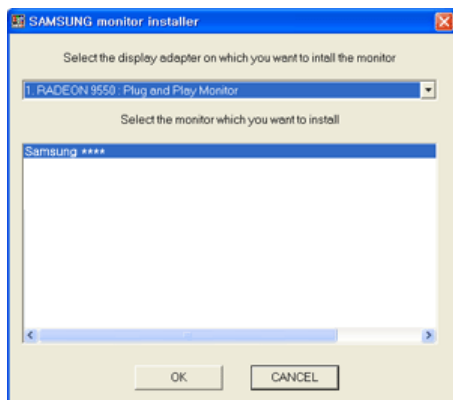 SAMSUNG monitor installer
Select the display adapter on which you want to intall the monitor
1. RADEON 9550 : Plug and Play Monitor
Select the monitor which you want to install
Samsung ****
OK
CANCEL